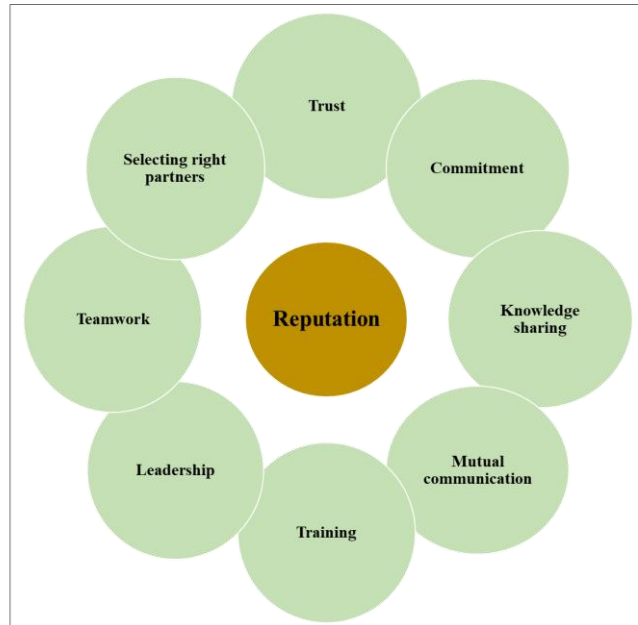 Trust
Commitment
Knowledge
sharing
Mutual
communication
Training
Leadership
Teamwork
Selecting right
partners
Reputation